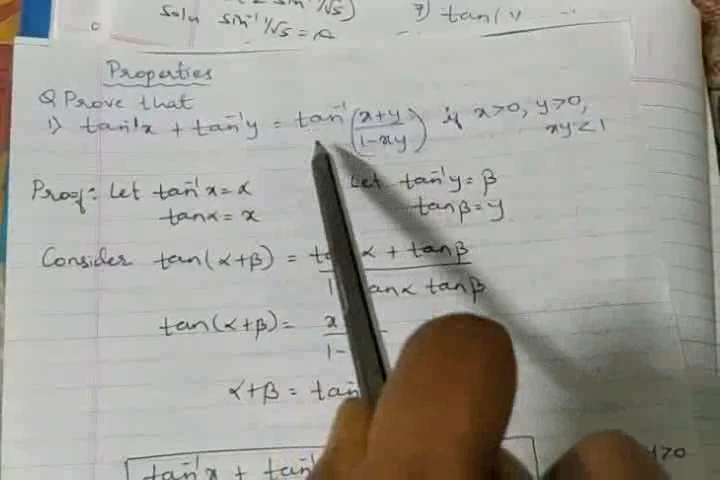 Soln sin⁻¹ 1/√5 = A
7) tan(
Properties
Q Prove that
1) tan⁻¹x + tan⁻¹y = tan⁻¹ (x+y / 1-xy) if x>0, y>0,
xy<1
Proof: Let tan⁻¹x = α Let tan⁻¹y = β
tanα = x tanβ = y
Consider tan(α+β) = α + tanβ
1 tanβ
tan(α+β) = x
1-
α+β = tan
tan⁻¹x + tan⁻¹ y>0